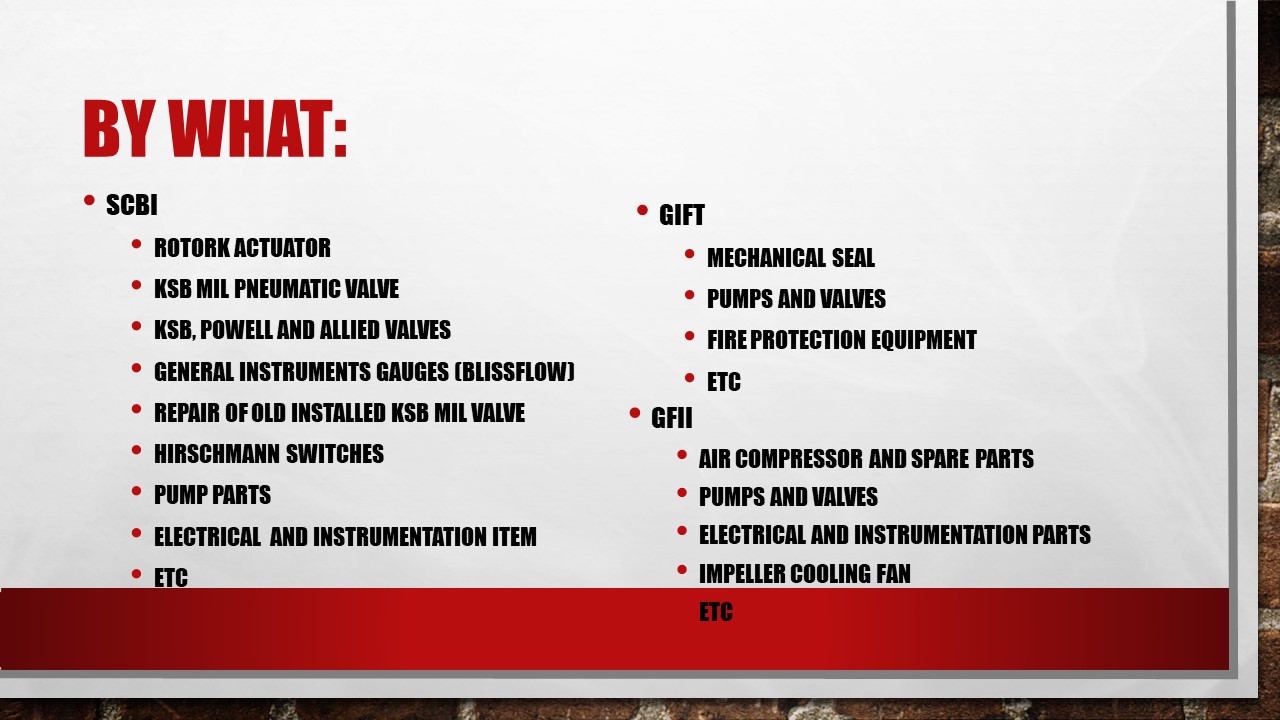 BY WHAT:
SCBI
ROTORK ACTUATOR
KSB MIL PNEUMATIC VALVE
KSB, POWELL AND ALLIED VALVES
GENERAL INSTRUMENTS GAUGES (BLISSFLOW)
REPAIR OF OLD INSTALLED KSB MIL VALVE
HIRSCHMANN SWITCHES
PUMP PARTS
ELECTRICAL AND INSTRUMENTATION ITEM
ETC
GIFT
MECHANICAL SEAL
PUMPS AND VALVES
FIRE PROTECTION EQUIPMENT
ETC
GFII
AIR COMPRESSOR AND SPARE PARTS
PUMPS AND VALVES
ELECTRICAL AND INSTRUMENTATION PARTS
IMPELLER COOLING FAN
ETC